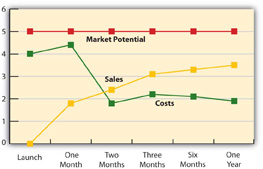 6
5
Market Potential
4
3
Sales
2
Costs
1
0
Launch
One Month
Two Months
Three Months
Six Months
One Year